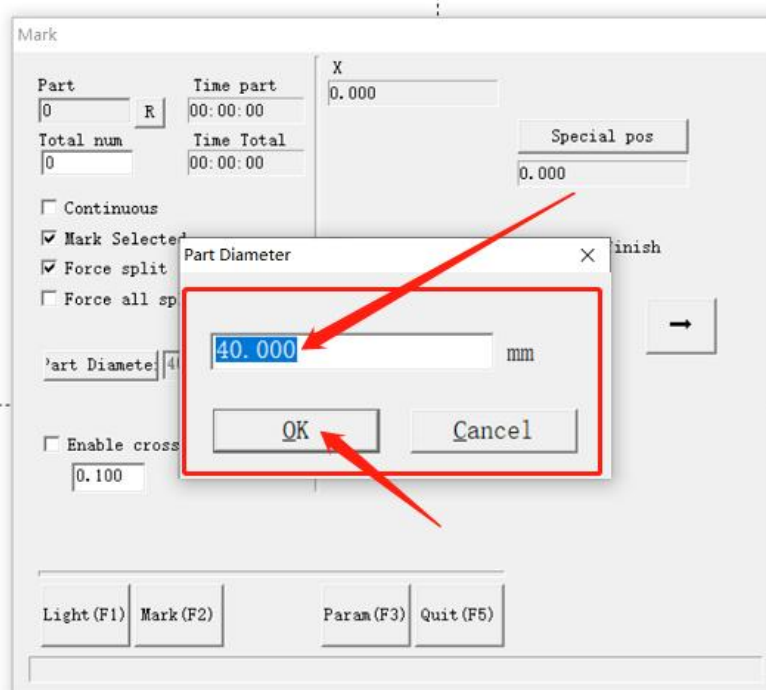 Mark
Part
Time part
0
R
00:00:00
Total num
Time Total
0
00:00:00
X
0.000
Special pos
0.000
Continuous
Mark Selected
Force split
Force all sp
Part Diameter
40.000
mm
OK
Cancel
inish
→
art Diamete
40
Enable cross
0.100
Light(F1)
Mark(F2)
Param(F3)
Quit(F5)